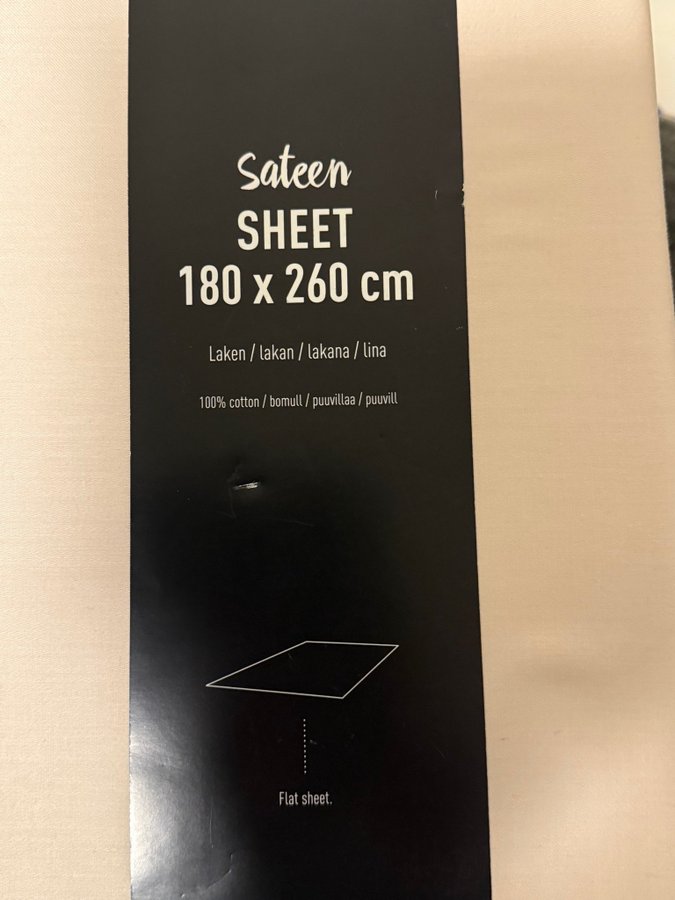 Sateen
SHEET
180 x 260 cm
Laken / lakan / lakana / lina
100% cotton / bomull / puuvillaa / puuvill
Flat sheet.